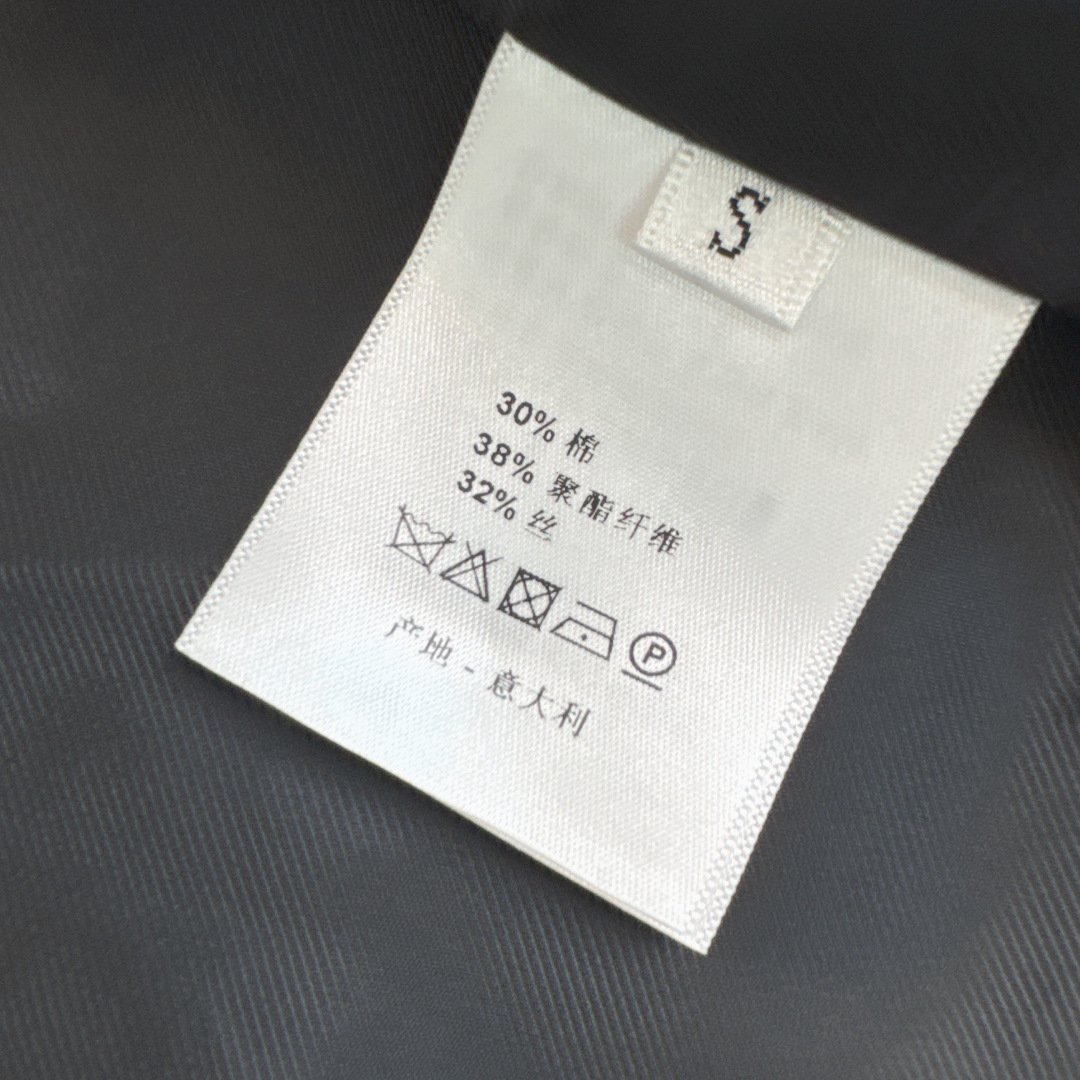 S
30% 棉
38% 聚酯纤维
32% 丝
P
产地 - 意大利